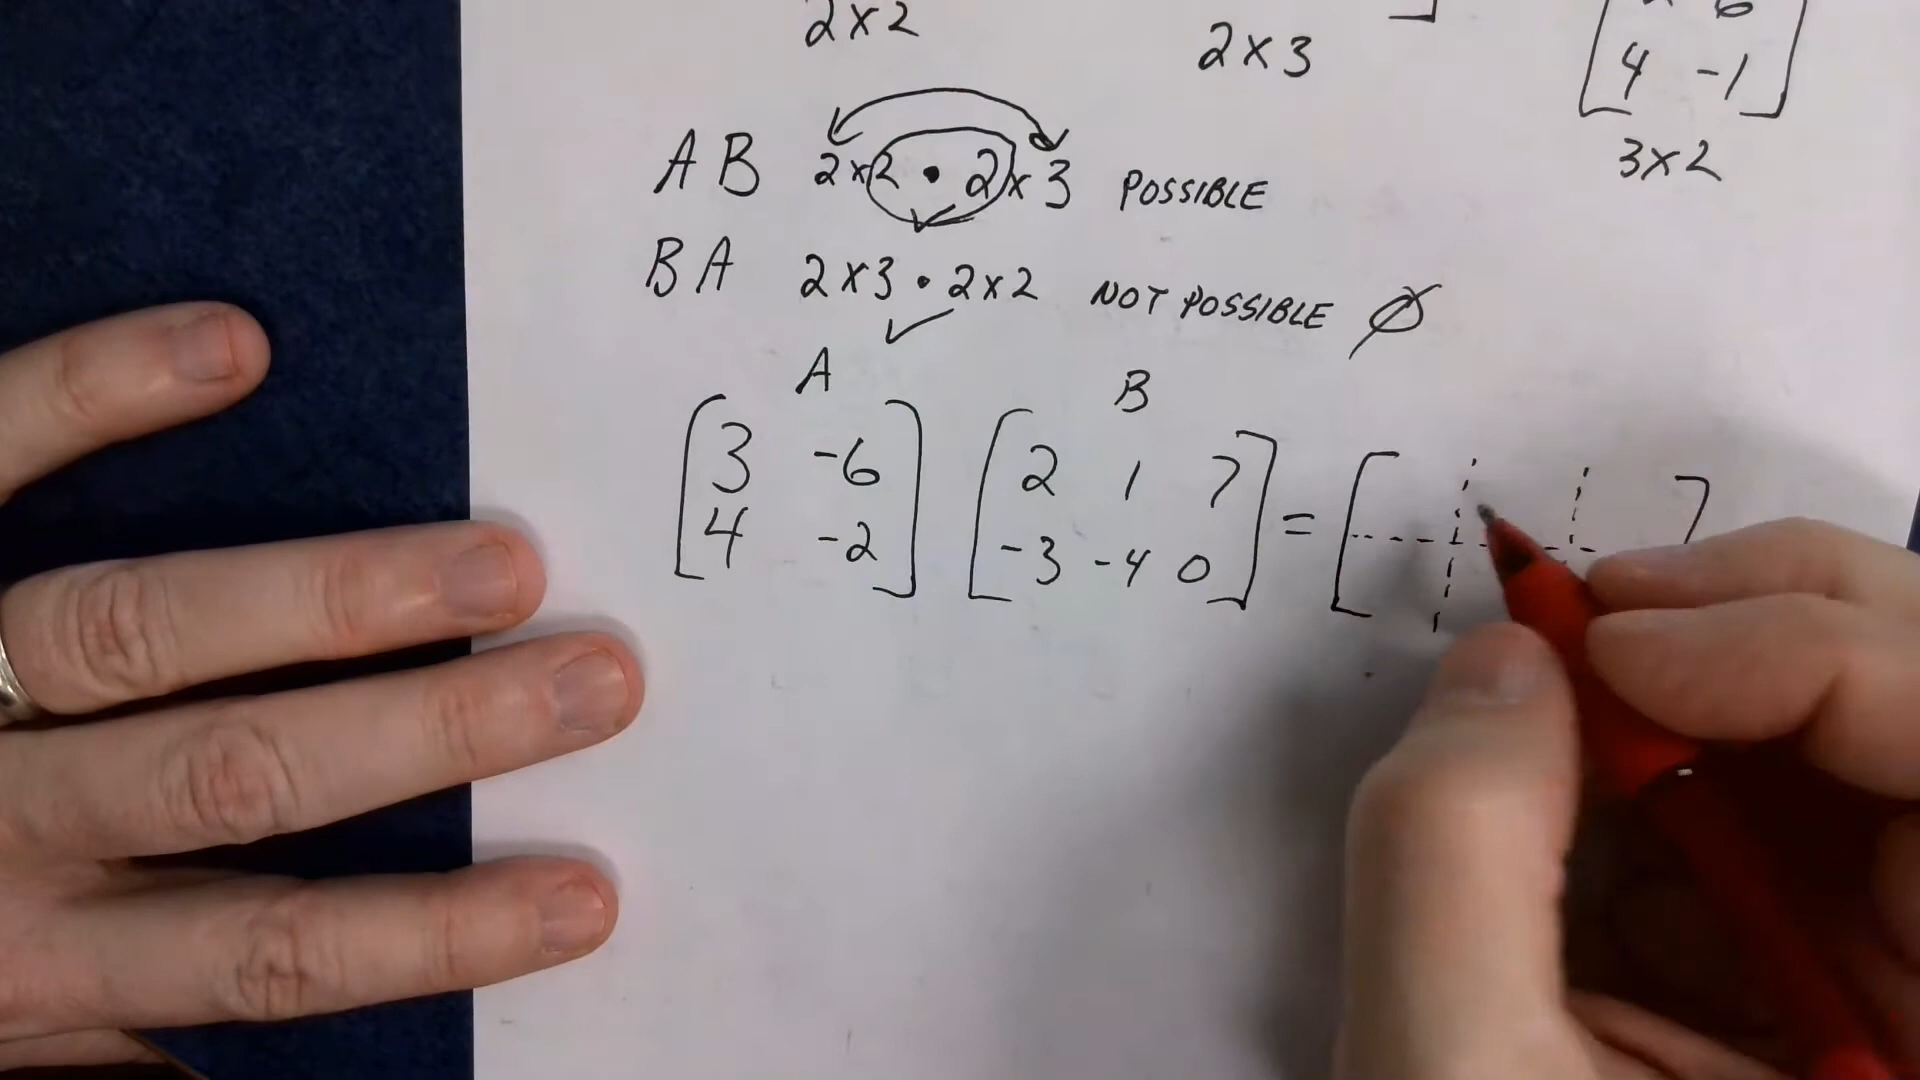 2x2 2x3
6
4 -1
3x2
AB 2x2 • 2x3 POSSIBLE
BA 2x3 • 2x2 NOT POSSIBLE Ø
A B
[3 -6] [2 1 7] = [ ]
[4 -2] [-3 -4 0]